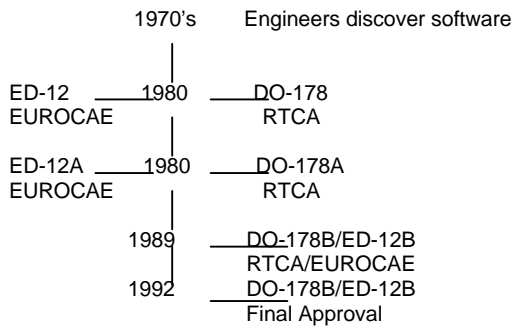 1970's Engineers discover software
ED-12 1980 DO-178
EUROCAE RTCA
ED-12A 1980 DO-178A
EUROCAE RTCA
1989 DO-178B/ED-12B
RTCA/EUROCAE
1992 DO-178B/ED-12B
Final Approval